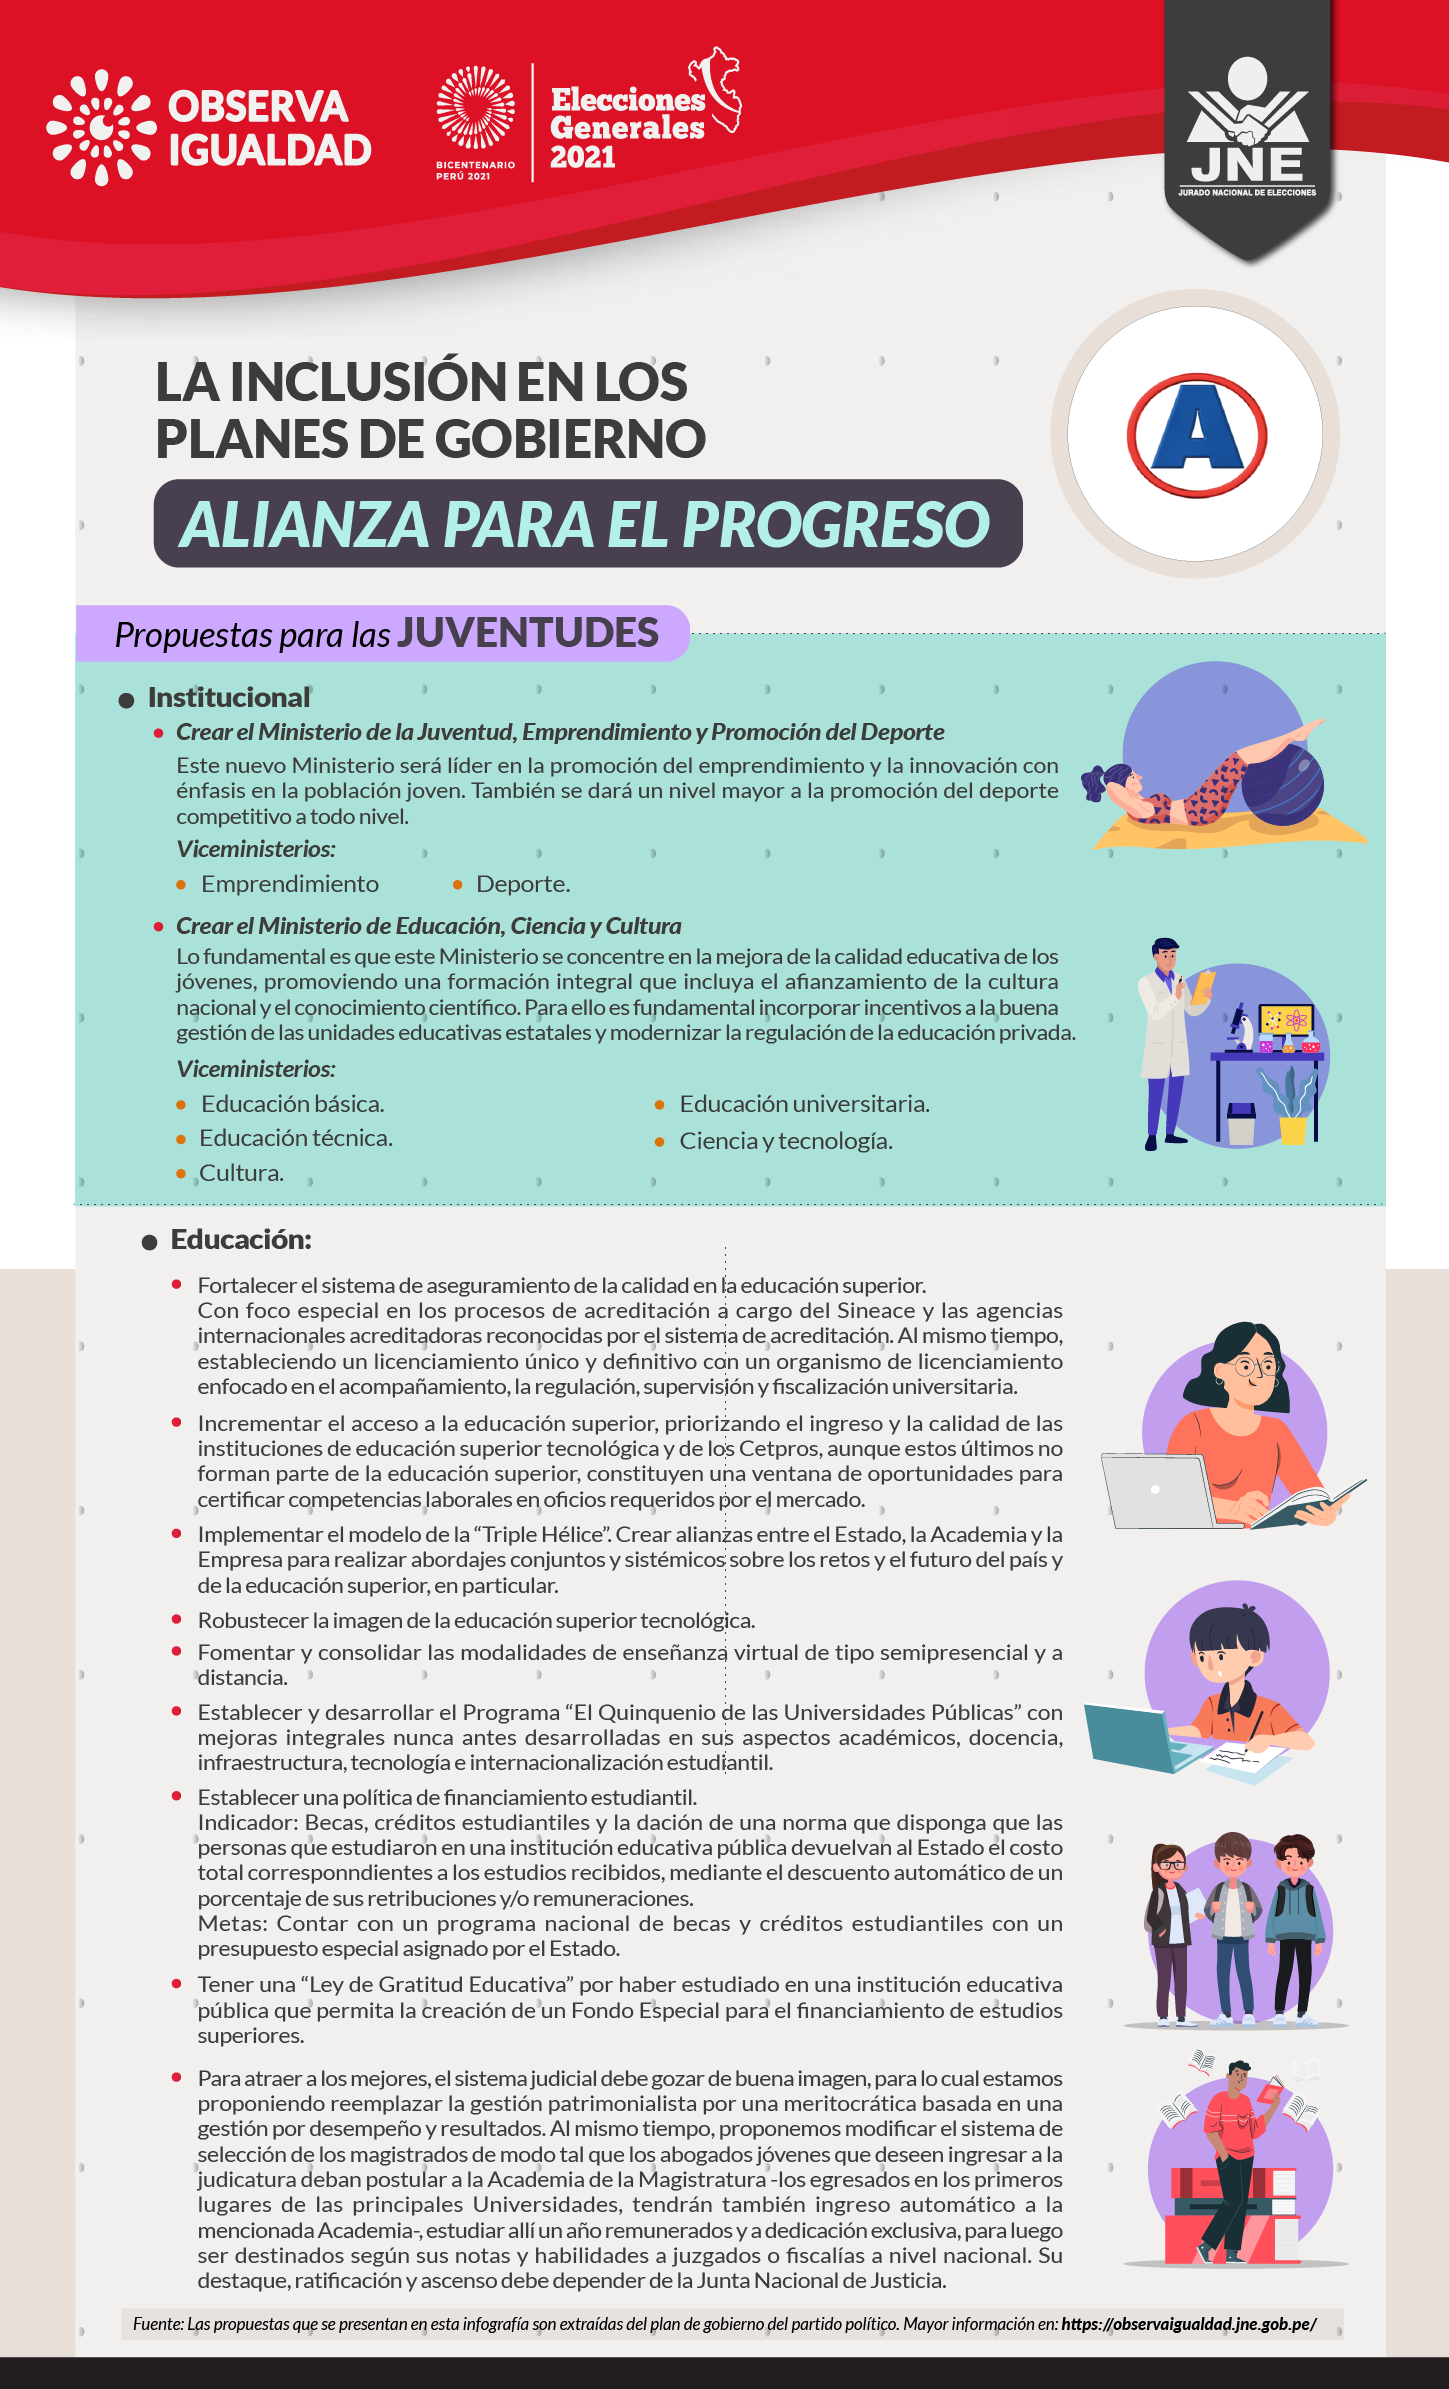 OBSERVA
IGUALDAD
BICENTENARIO
PERÚ 2021
Elecciones
Generales
2021
JNE
JURADO NACIONAL DE ELECCIONES
LA INCLUSIÓN EN LOS
PLANES DE GOBIERNO
ALIANZA PARA EL PROGRESO
A
Propuestas para las JUVENTUDES
Institucional
Crear el Ministerio de la Juventud, Emprendimiento y Promoción del Deporte
Este nuevo Ministerio será líder en la promoción del emprendimiento y la innovación con
énfasis en la población joven. También se dará un nivel mayor a la promoción del deporte
competitivo a todo nivel.
Viceministerios:
Emprendimiento
Deporte.
Crear el Ministerio de Educación, Ciencia y Cultura
Lo fundamental es que este Ministerio se concentre en la mejora de la calidad educativa de los
jóvenes, promoviendo una formación integral que incluya el afianzamiento de la cultura
nacional y el conocimiento científico. Para ello es fundamental incorporar incentivos a la buena
gestión de las unidades educativas estatales y modernizar la regulación de la educación privada.
Viceministerios:
Educación básica.
Educación universitaria.
Educación técnica.
Ciencia y tecnología.
Cultura.
Educación:
Fortalecer el sistema de aseguramiento de la calidad en la educación superior.
Con foco especial en los procesos de acreditación a cargo del Sineace y las agencias
internacionales acreditadoras reconocidas por el sistema de acreditación. Al mismo tiempo,
estableciendo un licenciamiento único y definitivo con un organismo de licenciamiento
enfocado en el acompañamiento, la regulación, supervisión y fiscalización universitaria.
Incrementar el acceso a la educación superior, priorizando el ingreso y la calidad de las
instituciones de educación superior tecnológica y de los Cetpros, aunque estos últimos no
forman parte de la educación superior, constituyen una ventana de oportunidades para
certificar competencias laborales en oficios requeridos por el mercado.
Implementar el modelo de la “Triple Hélice”. Crear alianzas entre el Estado, la Academia y la
Empresa para realizar abordajes conjuntos y sistémicos sobre los retos y el futuro del país y
de la educación superior, en particular.
Robustecer la imagen de la educación superior tecnológica.
Fomentar y consolidar las modalidades de enseñanza virtual de tipo semipresencial y a
distancia.
Establecer y desarrollar el Programa “El Quinquenio de las Universidades Públicas” con
mejoras integrales nunca antes desarrolladas en sus aspectos académicos, docencia,
infraestructura, tecnología e internacionalización estudiantil.
Establecer una política de financiamiento estudiantil.
Indicador: Becas, créditos estudiantiles y la dación de una norma que disponga que las
personas que estudiaron en una institución educativa pública devuelvan al Estado el costo
total corresponndientes a los estudios recibidos, mediante el descuento automático de un
porcentaje de sus retribuciones y/o remuneraciones.
Metas: Contar con un programa nacional de becas y créditos estudiantiles con un
presupuesto especial asignado por el Estado.
Tener una “Ley de Gratitud Educativa” por haber estudiado en una institución educativa
pública que permita la creación de un Fondo Especial para el financiamiento de estudios
superiores.
Para atraer a los mejores, el sistema judicial debe gozar de buena imagen, para lo cual estamos
proponiendo reemplazar la gestión patrimonialista por una meritocrática basada en una
gestión por desempeño y resultados. Al mismo tiempo, proponemos modificar el sistema de
selección de los magistrados de modo tal que los abogados jóvenes que deseen ingresar a la
judicatura deban postular a la Academia de la Magistratura -los egresados en los primeros
lugares de las principales Universidades, tendrán también ingreso automático a la
mencionada Academia-, estudiar allí un año remunerados y a dedicación exclusiva, para luego
ser destinados según sus notas y habilidades a juzgados o fiscalías a nivel nacional. Su
destaque, ratificación y ascenso debe depender de la Junta Nacional de Justicia.
Fuente: Las propuestas que se presentan en esta infografía son extraídas del plan de gobierno del partido político. Mayor información en: https://observaigualdad.jne.gob.pe/